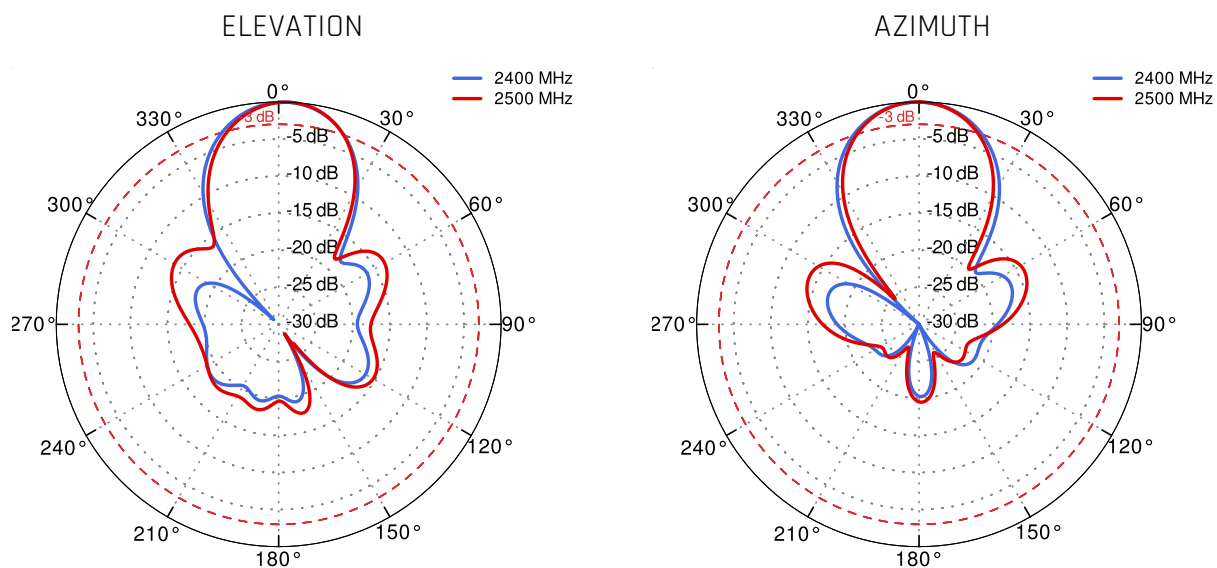 ELEVATION
2400 MHz
2500 MHz
0°
330°
30°
3 dB
-5 dB
-10 dB
300°
60°
-15 dB
-20 dB
-25 dB
270°
-30 dB
90°
240°
120°
210°
150°
180°
AZIMUTH
2400 MHz
2500 MHz
0°
330°
30°
-3 dB
-5 dB
-10 dB
300°
60°
-15 dB
-20 dB
-25 dB
270°
-30 dB
90°
240°
120°
210°
150°
180°